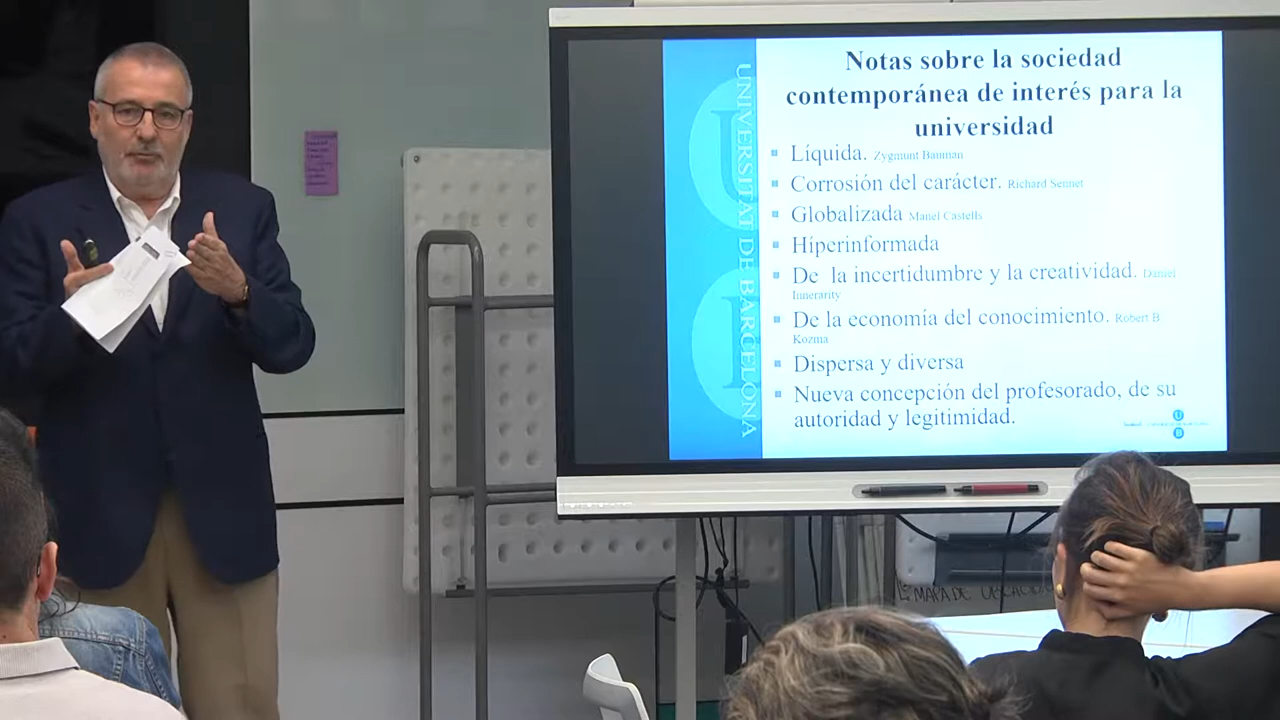 Notas sobre la sociedad
contemporánea de interés para la
universidad
Líquida. Zygmunt Bauman
Corrosión del carácter. Richard Sennet
Globalizada Manel Castells
Híperinformada
De la incertidumbre y la creatividad. Daniel
Innerarity
De la economía del conocimiento. Robert B
Kozma
Dispersa y diversa
Nueva concepción del profesorado, de su
autoridad y legitimidad.
UNIVERSITAT DE BARCELONA
U
B
MAPA DE